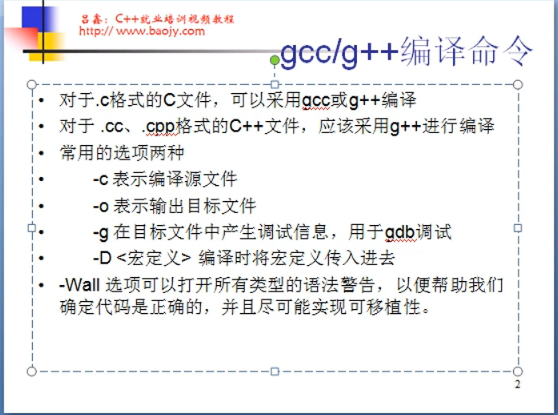 吕鑫：C++就业培训视频教程
http://www.baojy.com
gcc/g++编译命令
• 对于.c格式的C文件，可以采用gcc或g++编译
• 对于 .cc、.cpp格式的C++文件，应该采用g++进行编译
• 常用的选项两种
• -c 表示编译源文件
• -o 表示输出目标文件
• -g 在目标文件中产生调试信息，用于gdb调试
• -D <宏定义> 编译时将宏定义传入进去
• -Wall 选项可以打开所有类型的语法警告，以便帮助我们
确定代码是正确的，并且尽可能实现可移植性。
2